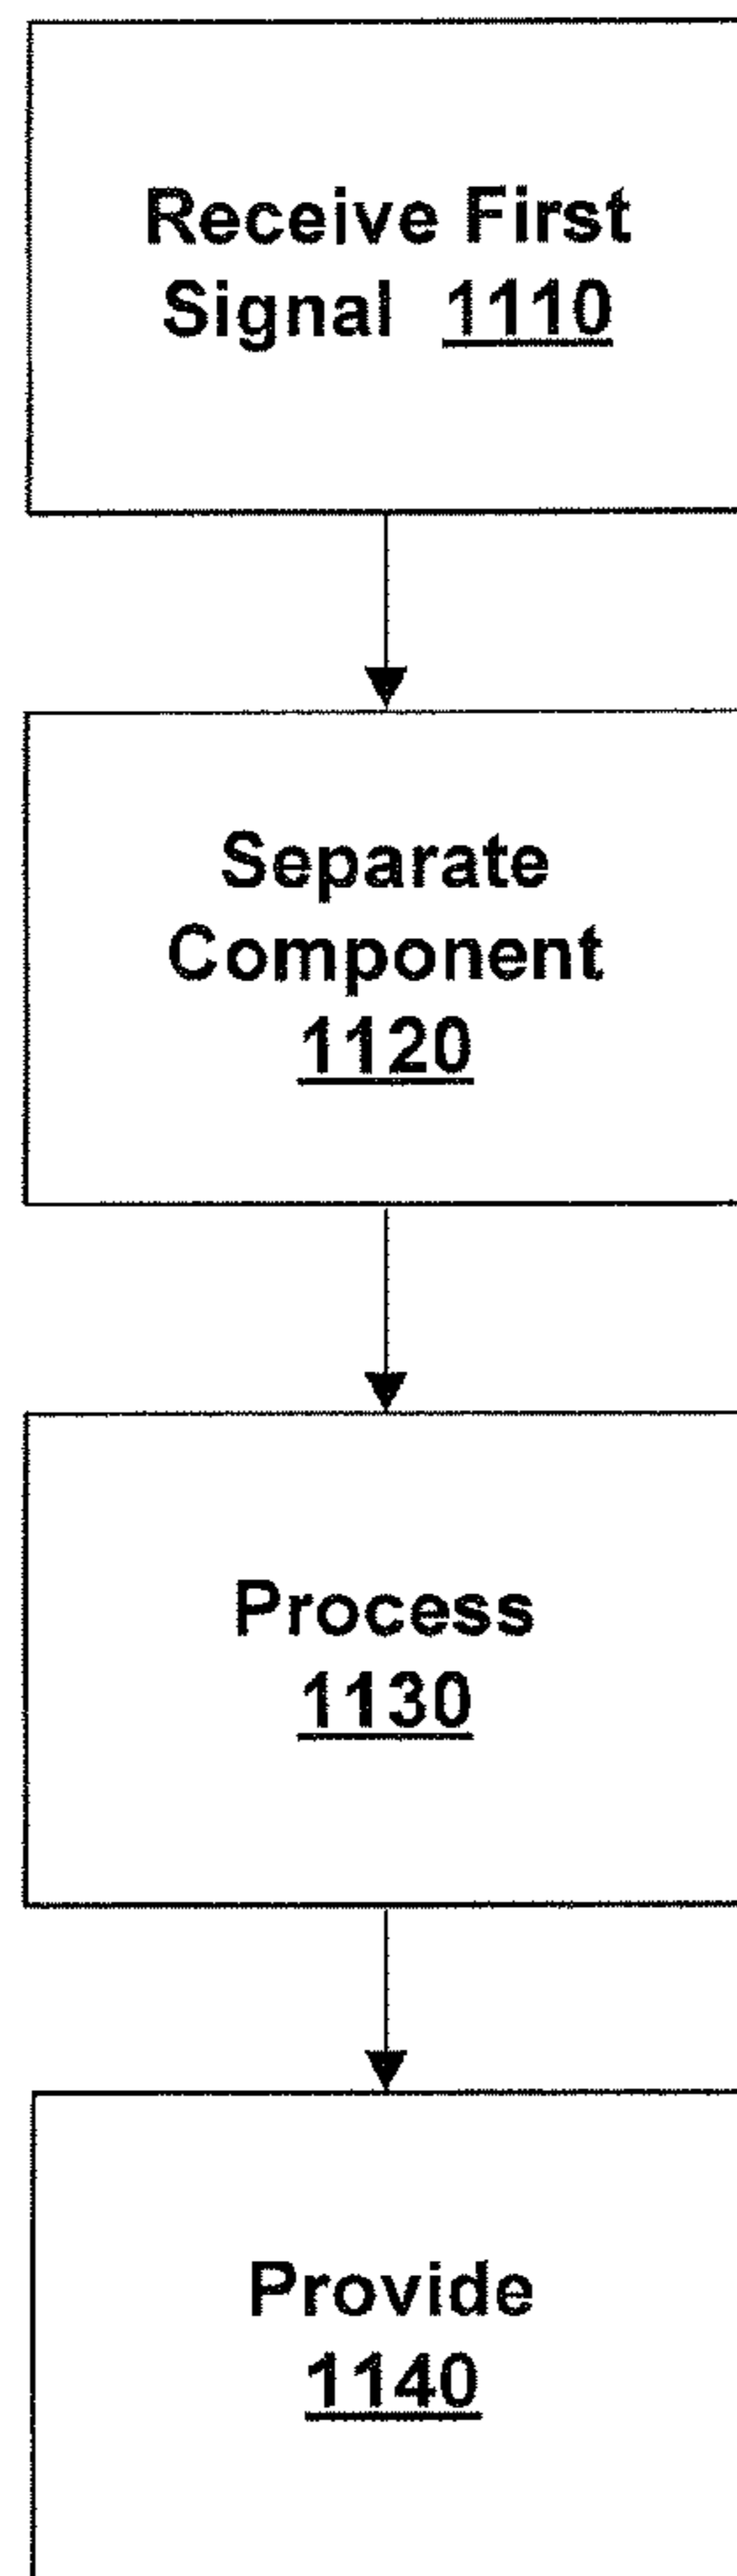 Receive First
Signal 1110
Separate
Component
1120
Process
1130
Provide
1140